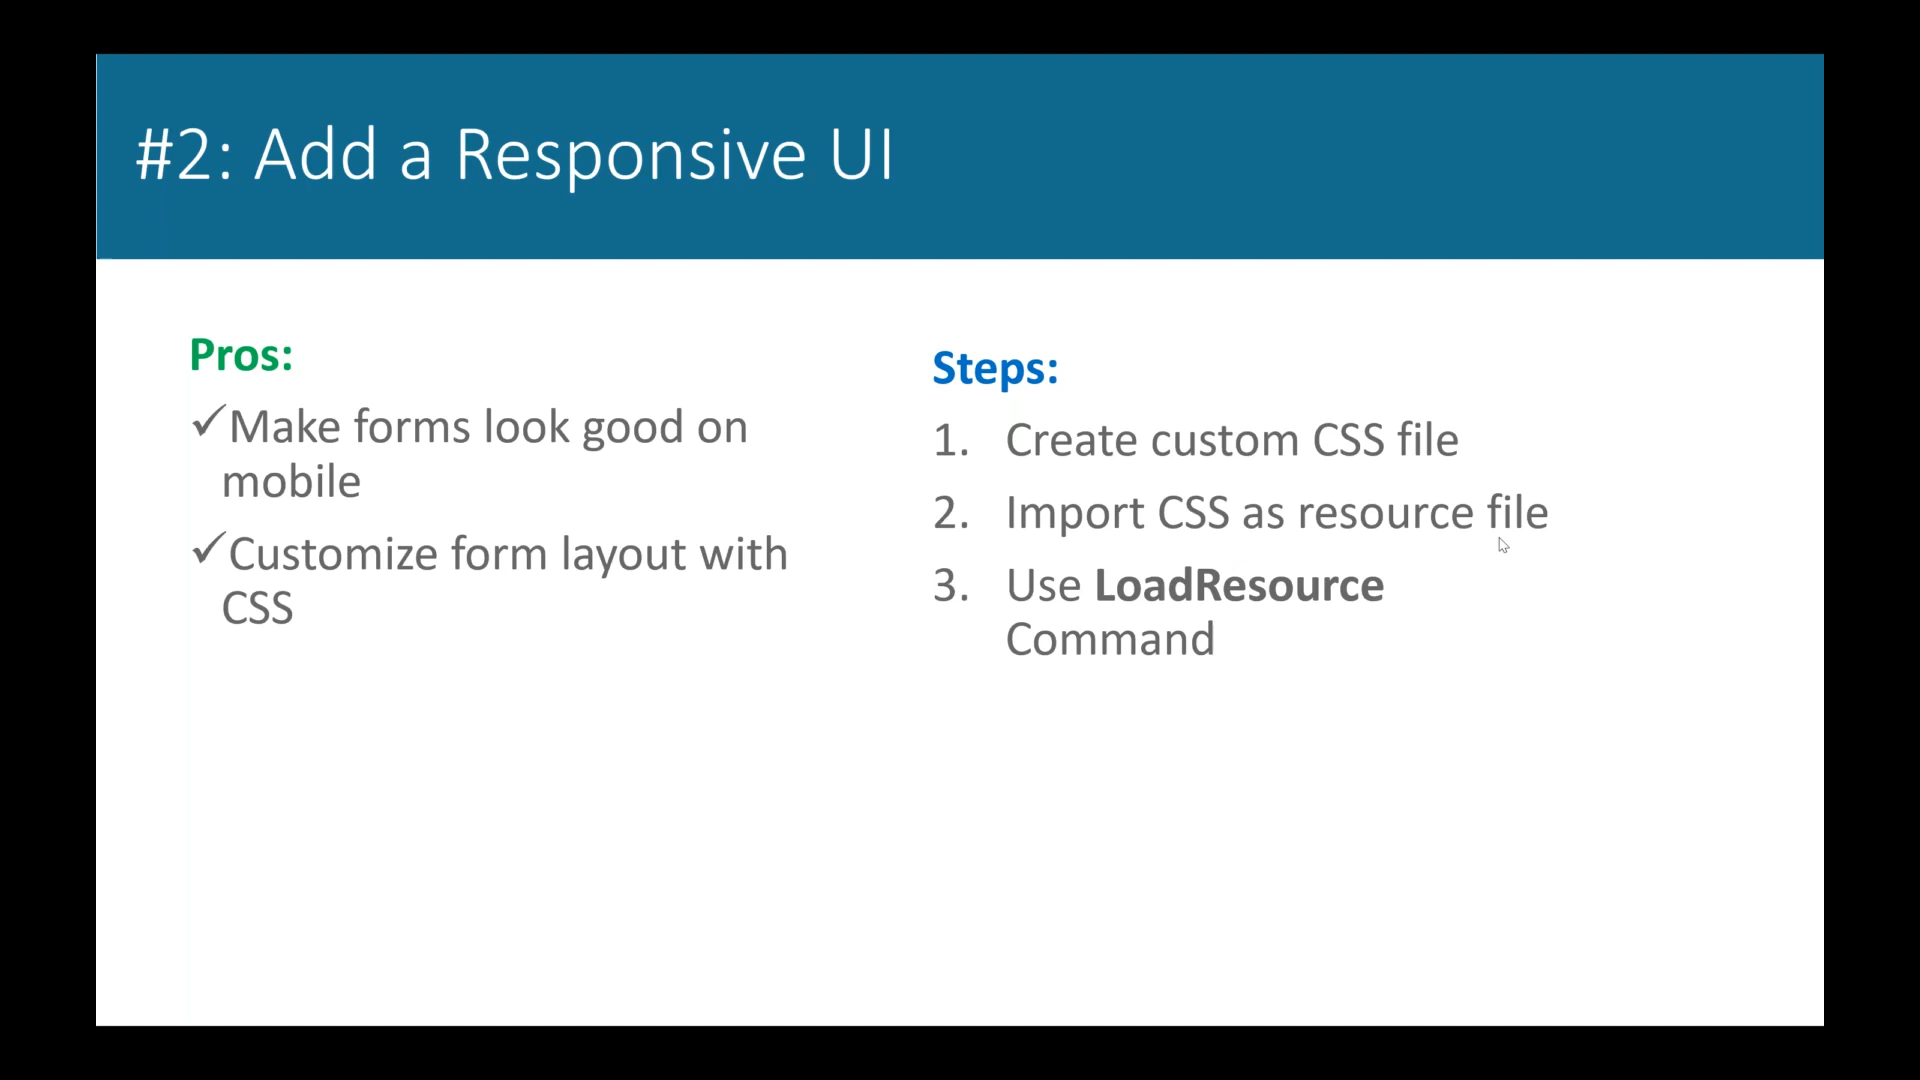 #2: Add a Responsive UI
Pros:
✓Make forms look good on
mobile
✓Customize form layout with
CSS
Steps:
1. Create custom CSS file
2. Import CSS as resource file
3. Use LoadResource
Command